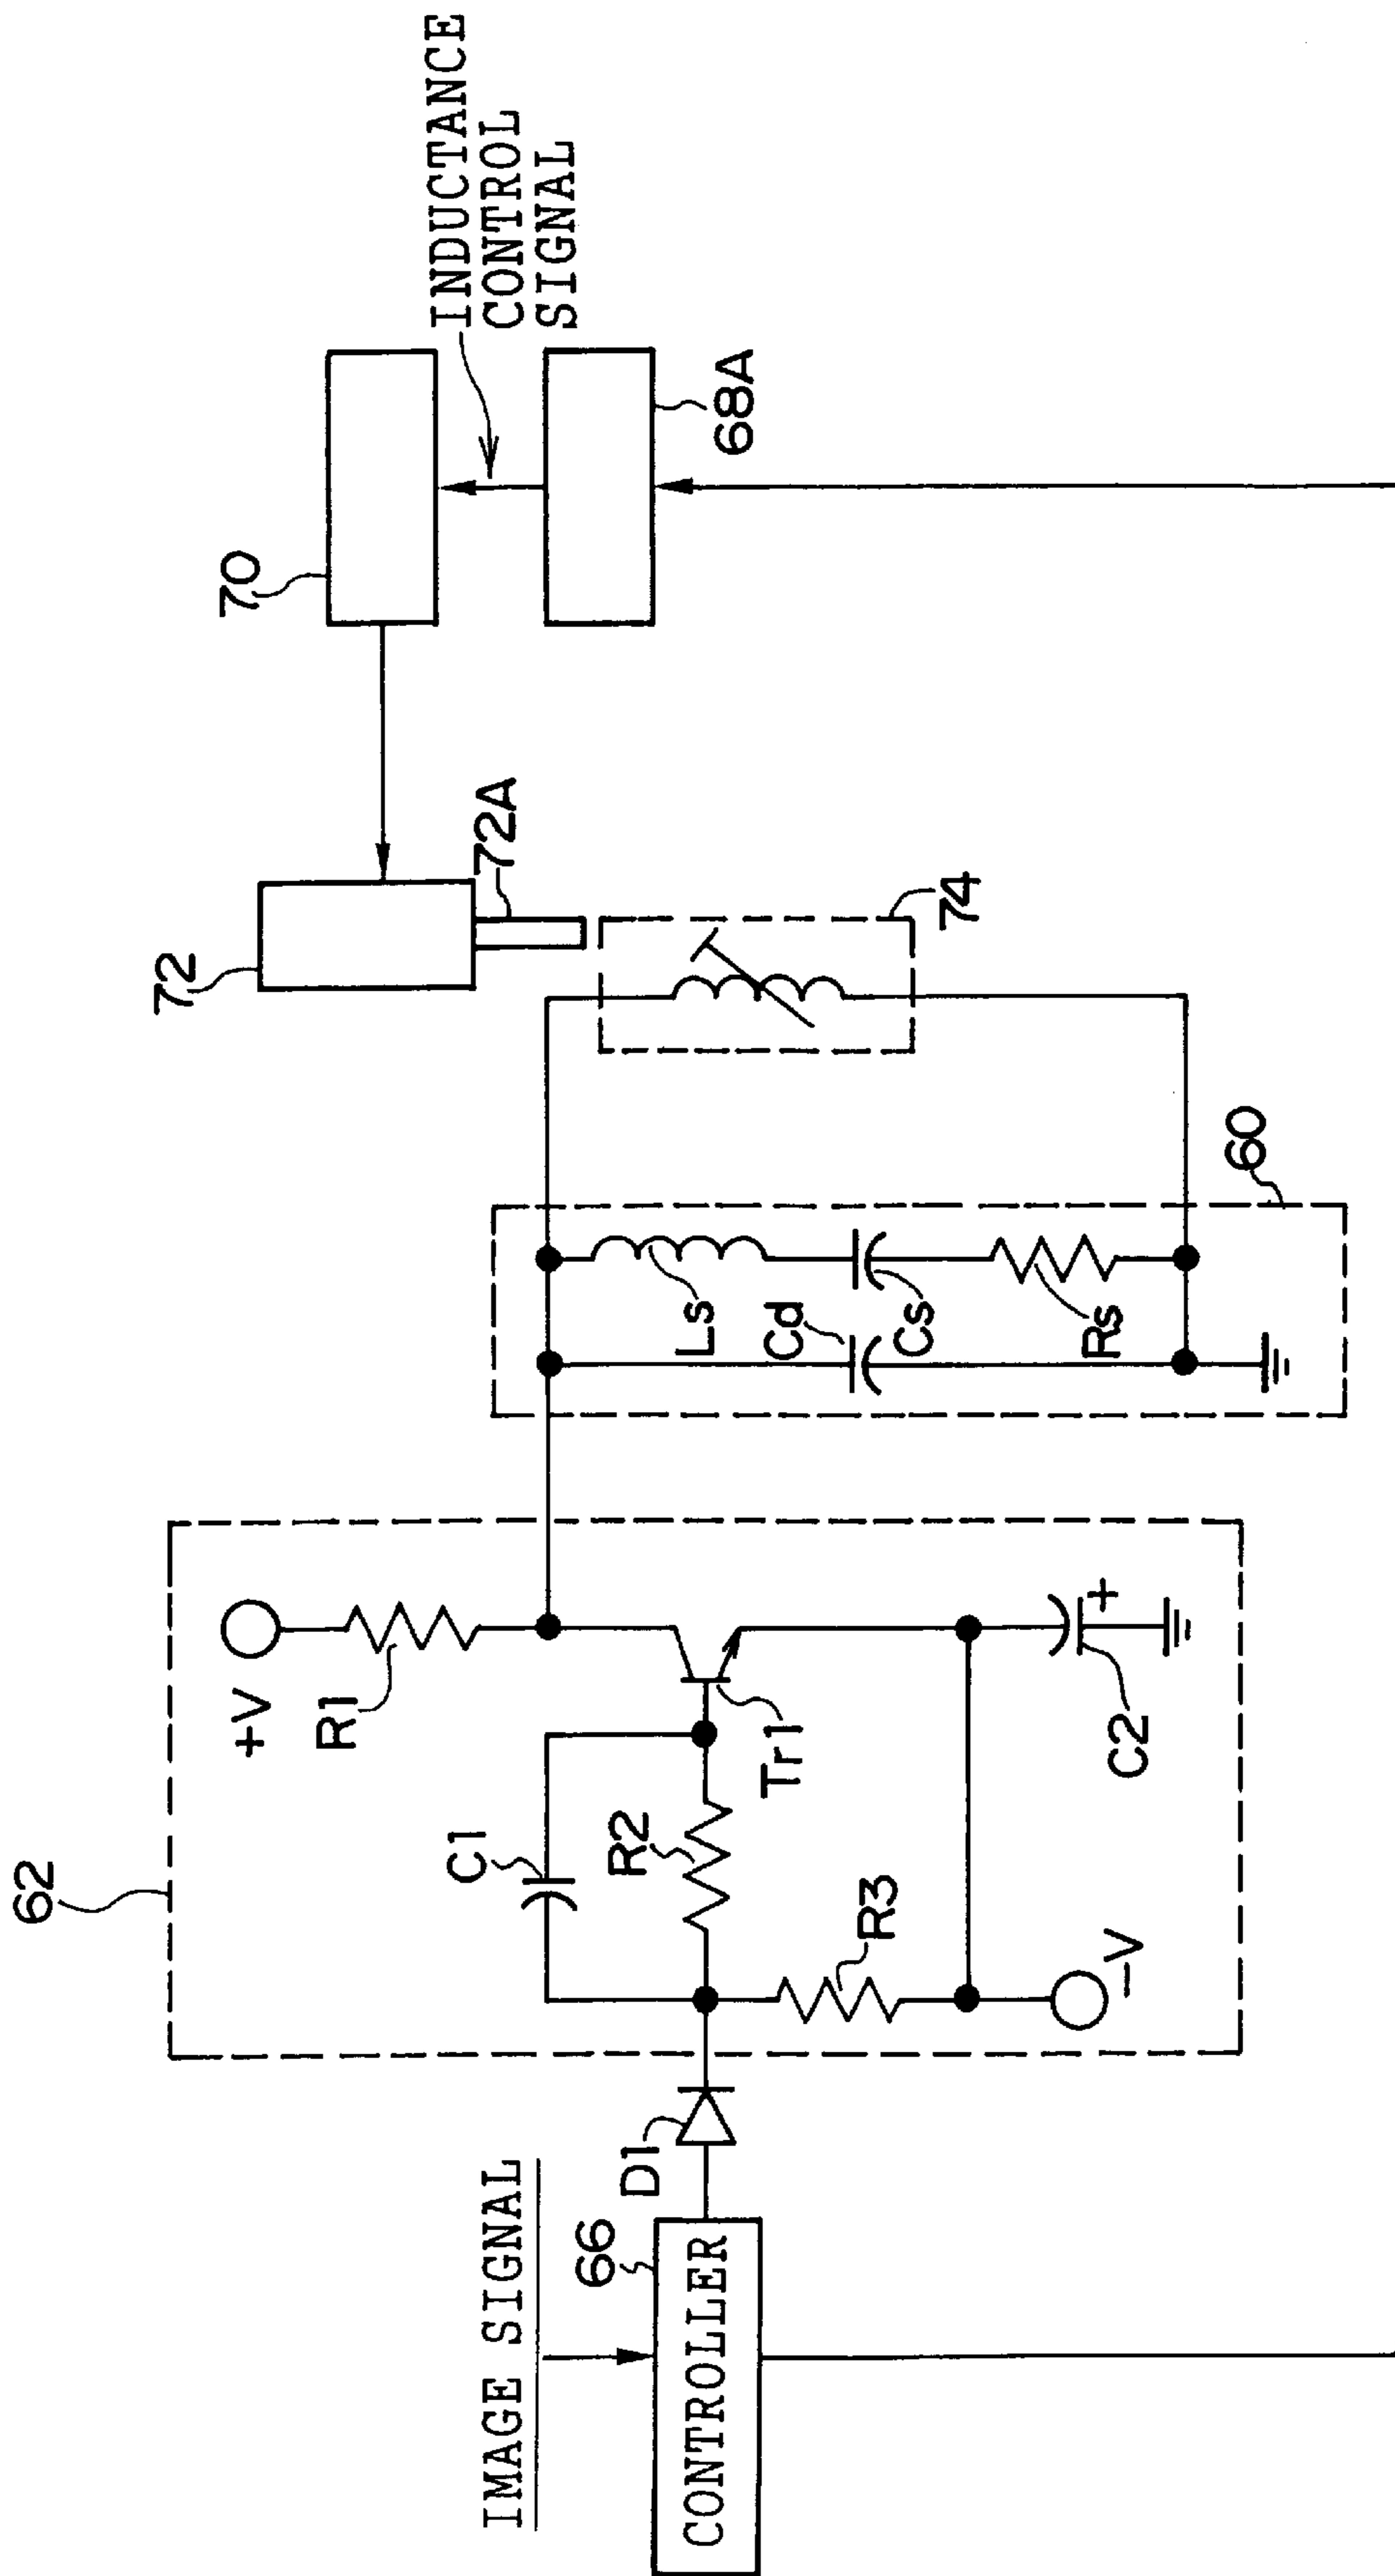 IMAGE SIGNAL
66
CONTROLLER
D1
62
+V
R1
C1
R2
R3
Tr1
-V
C2
+
60
Ls
Cd
Cs
Rs
72
72A
74
70
68A
INDUCTANCE
CONTROL
SIGNAL